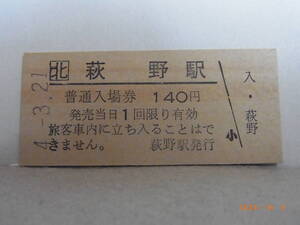 北 萩野駅
普通入場券 140円
発売当日1回限り有効
旅客車内に立ち入ることはで
きません。 萩野駅発行
4.-3.21
入・萩野
小